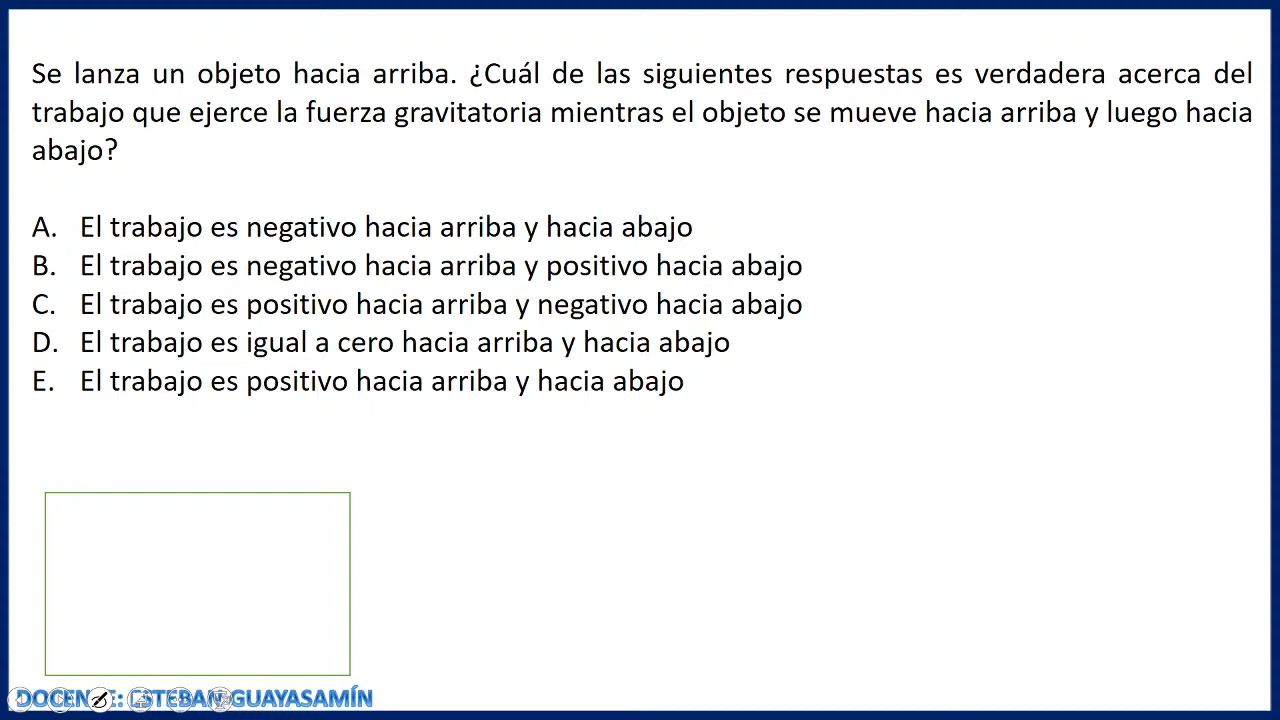 Se lanza un objeto hacia arriba. ¿Cuál de las siguientes respuestas es verdadera acerca del
trabajo que ejerce la fuerza gravitatoria mientras el objeto se mueve hacia arriba y luego hacia
abajo?
A. El trabajo es negativo hacia arriba y hacia abajo
B. El trabajo es negativo hacia arriba y positivo hacia abajo
C. El trabajo es positivo hacia arriba y negativo hacia abajo
D. El trabajo es igual a cero hacia arriba y hacia abajo
E. El trabajo es positivo hacia arriba y hacia abajo
DOCENTE: ESTEBAN GUAYASAMÍN